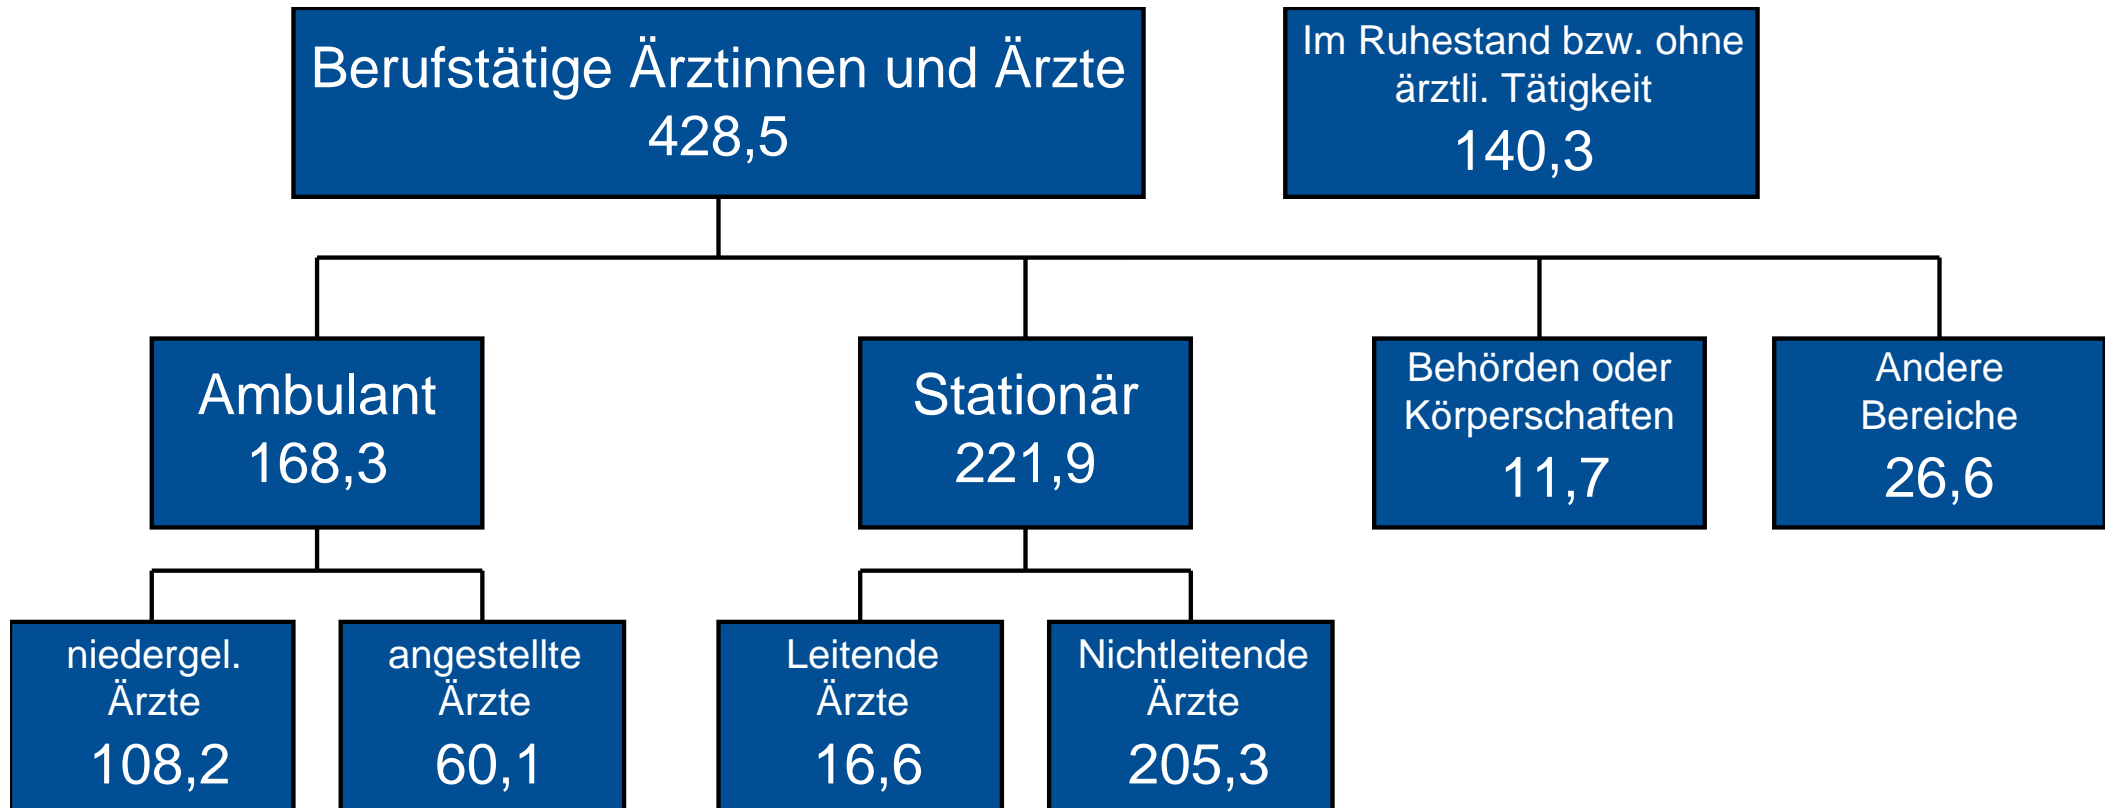 Berufstätige Ärztinnen und Ärzte
428,5
Im Ruhestand bzw. ohne
ärztli. Tätigkeit
140,3
Ambulant
168,3
Stationär
221,9
Behörden oder
Körperschaften
11,7
Andere
Bereiche
26,6
niedergel.
Ärzte
108,2
angestellte
Ärzte
60,1
Leitende
Ärzte
16,6
Nichtleitende
Ärzte
205,3